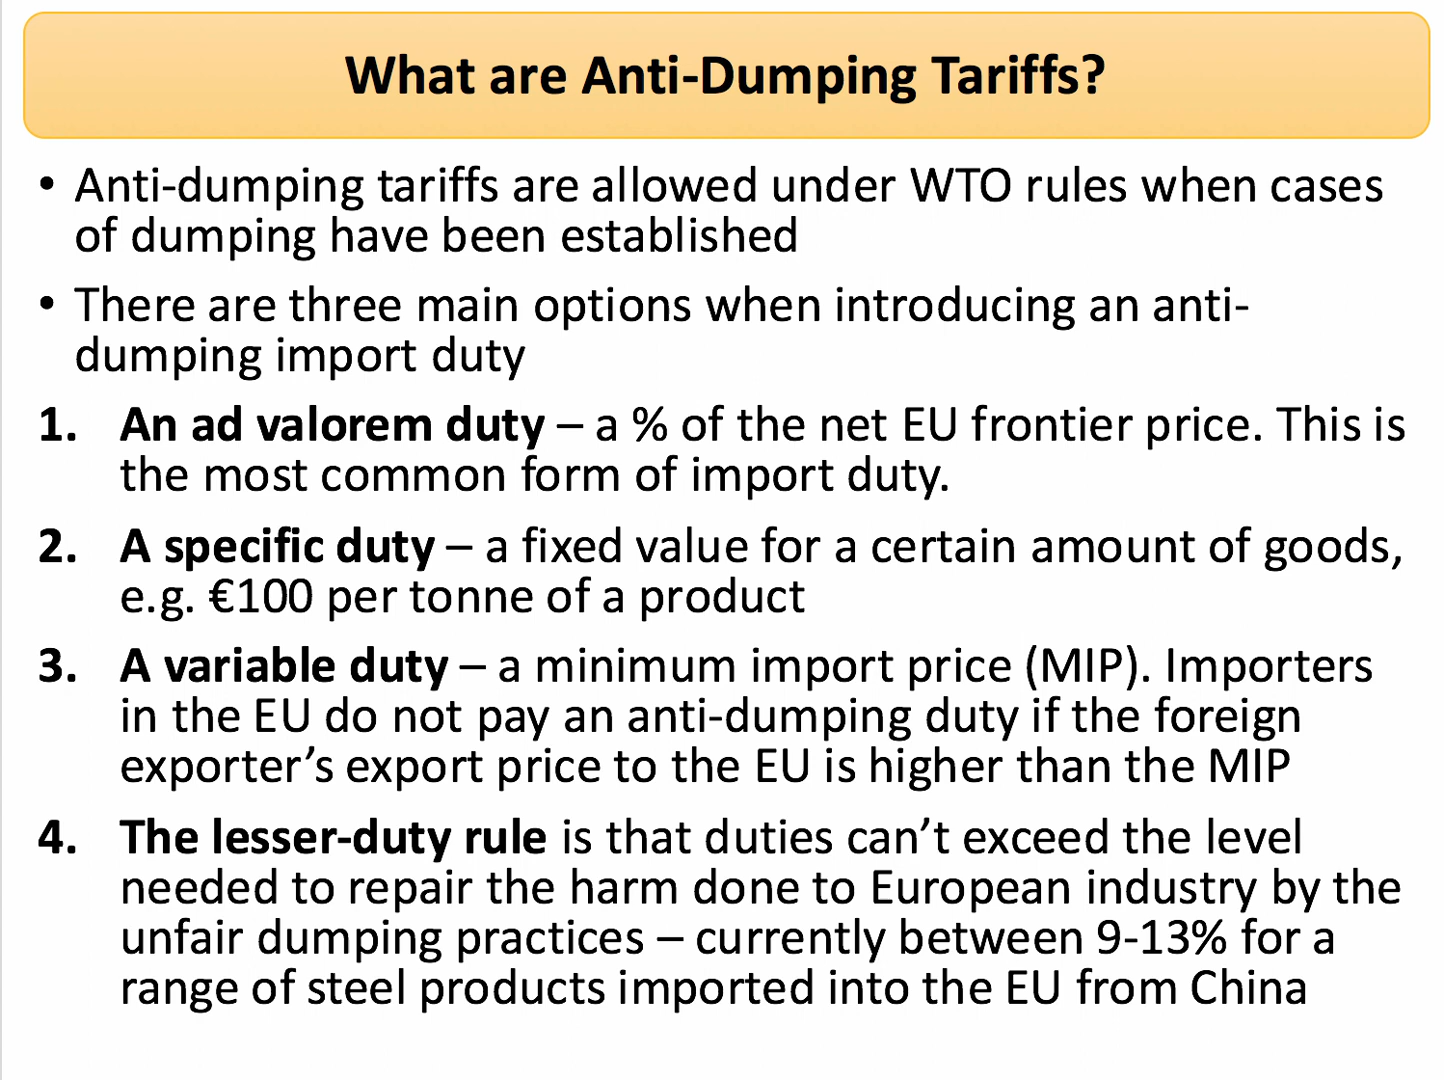 What are Anti-Dumping Tariffs?
• Anti-dumping tariffs are allowed under WTO rules when cases
of dumping have been established
• There are three main options when introducing an anti-
dumping import duty
1. An ad valorem duty – a % of the net EU frontier price. This is
the most common form of import duty.
2. A specific duty – a fixed value for a certain amount of goods,
e.g. €100 per tonne of a product
3. A variable duty – a minimum import price (MIP). Importers
in the EU do not pay an anti-dumping duty if the foreign
exporter’s export price to the EU is higher than the MIP
4. The lesser-duty rule is that duties can’t exceed the level
needed to repair the harm done to European industry by the
unfair dumping practices – currently between 9-13% for a
range of steel products imported into the EU from China